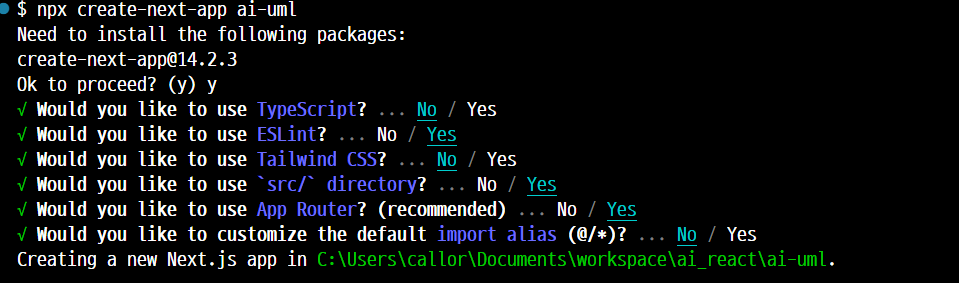 $ npx create-next-app ai-uml
Need to install the following packages:
create-next-app@14.2.3
Ok to proceed? (y) y
√ Would you like to use TypeScript? ... No / Yes
√ Would you like to use ESLint? ... No / Yes
√ Would you like to use Tailwind CSS? ... No / Yes
√ Would you like to use `src/` directory? ... No / Yes
√ Would you like to use App Router? (recommended) ... No / Yes
√ Would you like to customize the default import alias (@/*)? ... No / Yes
Creating a new Next.js app in C:\Users\callor\Documents\workspace\ai_react\ai-uml.